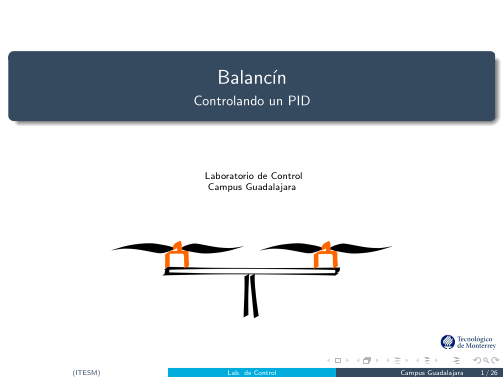 Balancín
Controlando un PID
Laboratorio de Control
Campus Guadalajara
Tecnológico
de Monterrey
(ITESM)
Lab. de Control
Campus Guadalajara
1 / 26